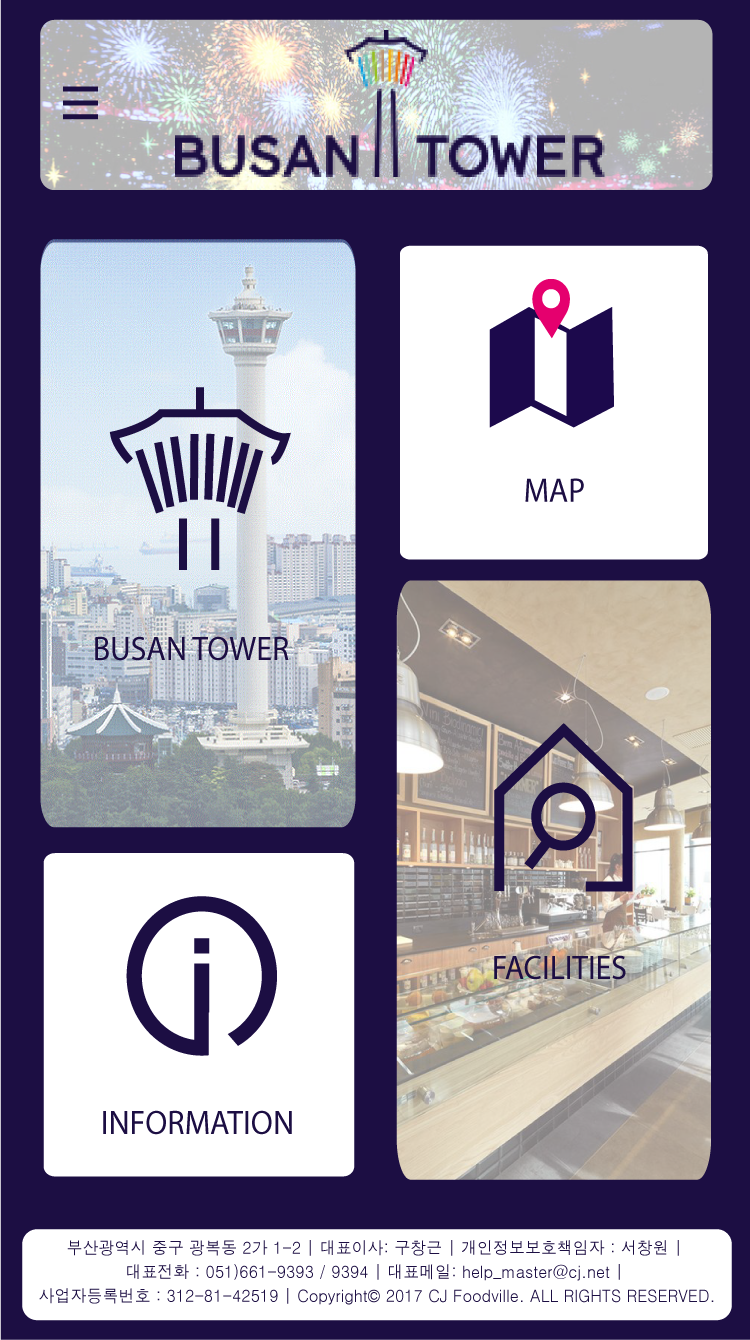 BUSAN TOWER
MAP
BUSAN TOWER
FACILITIES
INFORMATION
부산광역시 중구 광복동 2가 1-2 | 대표이사: 구창근 | 개인정보보호책임자 : 서창원 |
대표전화 : 051)661-9393 / 9394 | 대표메일: help_master@cj.net |
사업자등록번호 : 312-81-42519 | Copyright© 2017 CJ Foodville. ALL RIGHTS RESERVED.